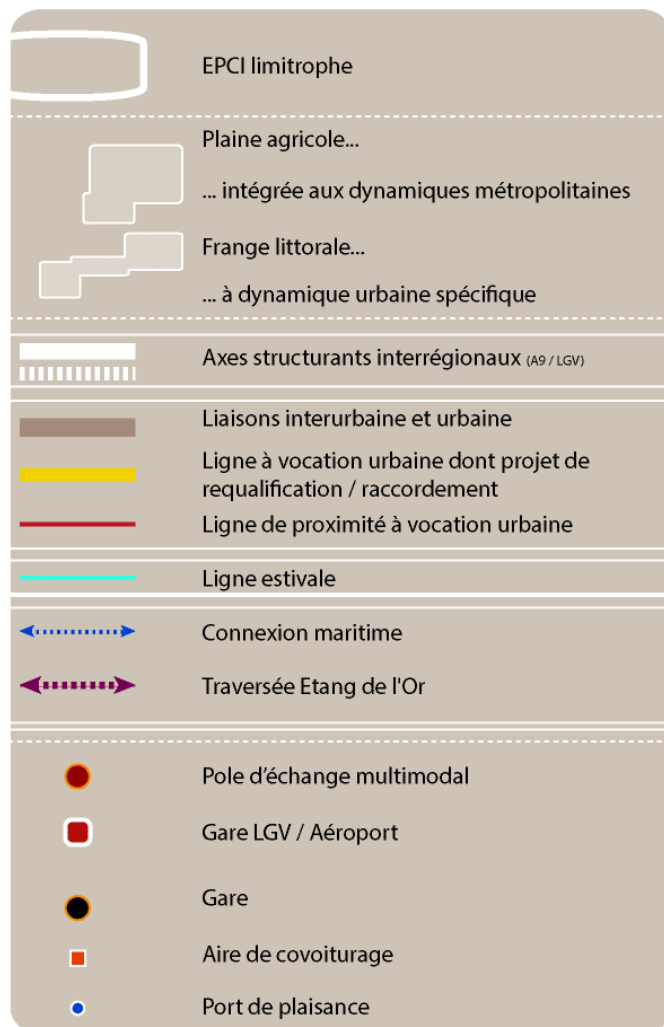 EPCI limitrophe
Plaine agricole...
... intégrée aux dynamiques métropolitaines
Frange littorale...
... à dynamique urbaine spécifique
Axes structurants interrégionaux (A9 / LGV)
Liaisons interurbaine et urbaine
Ligne à vocation urbaine dont projet de
requalification / raccordement
Ligne de proximité à vocation urbaine
Ligne estivale
Connexion maritime
Traversée Etang de l'Or
Pole d’échange multimodal
Gare LGV / Aéroport
Gare
Aire de covoiturage
Port de plaisance